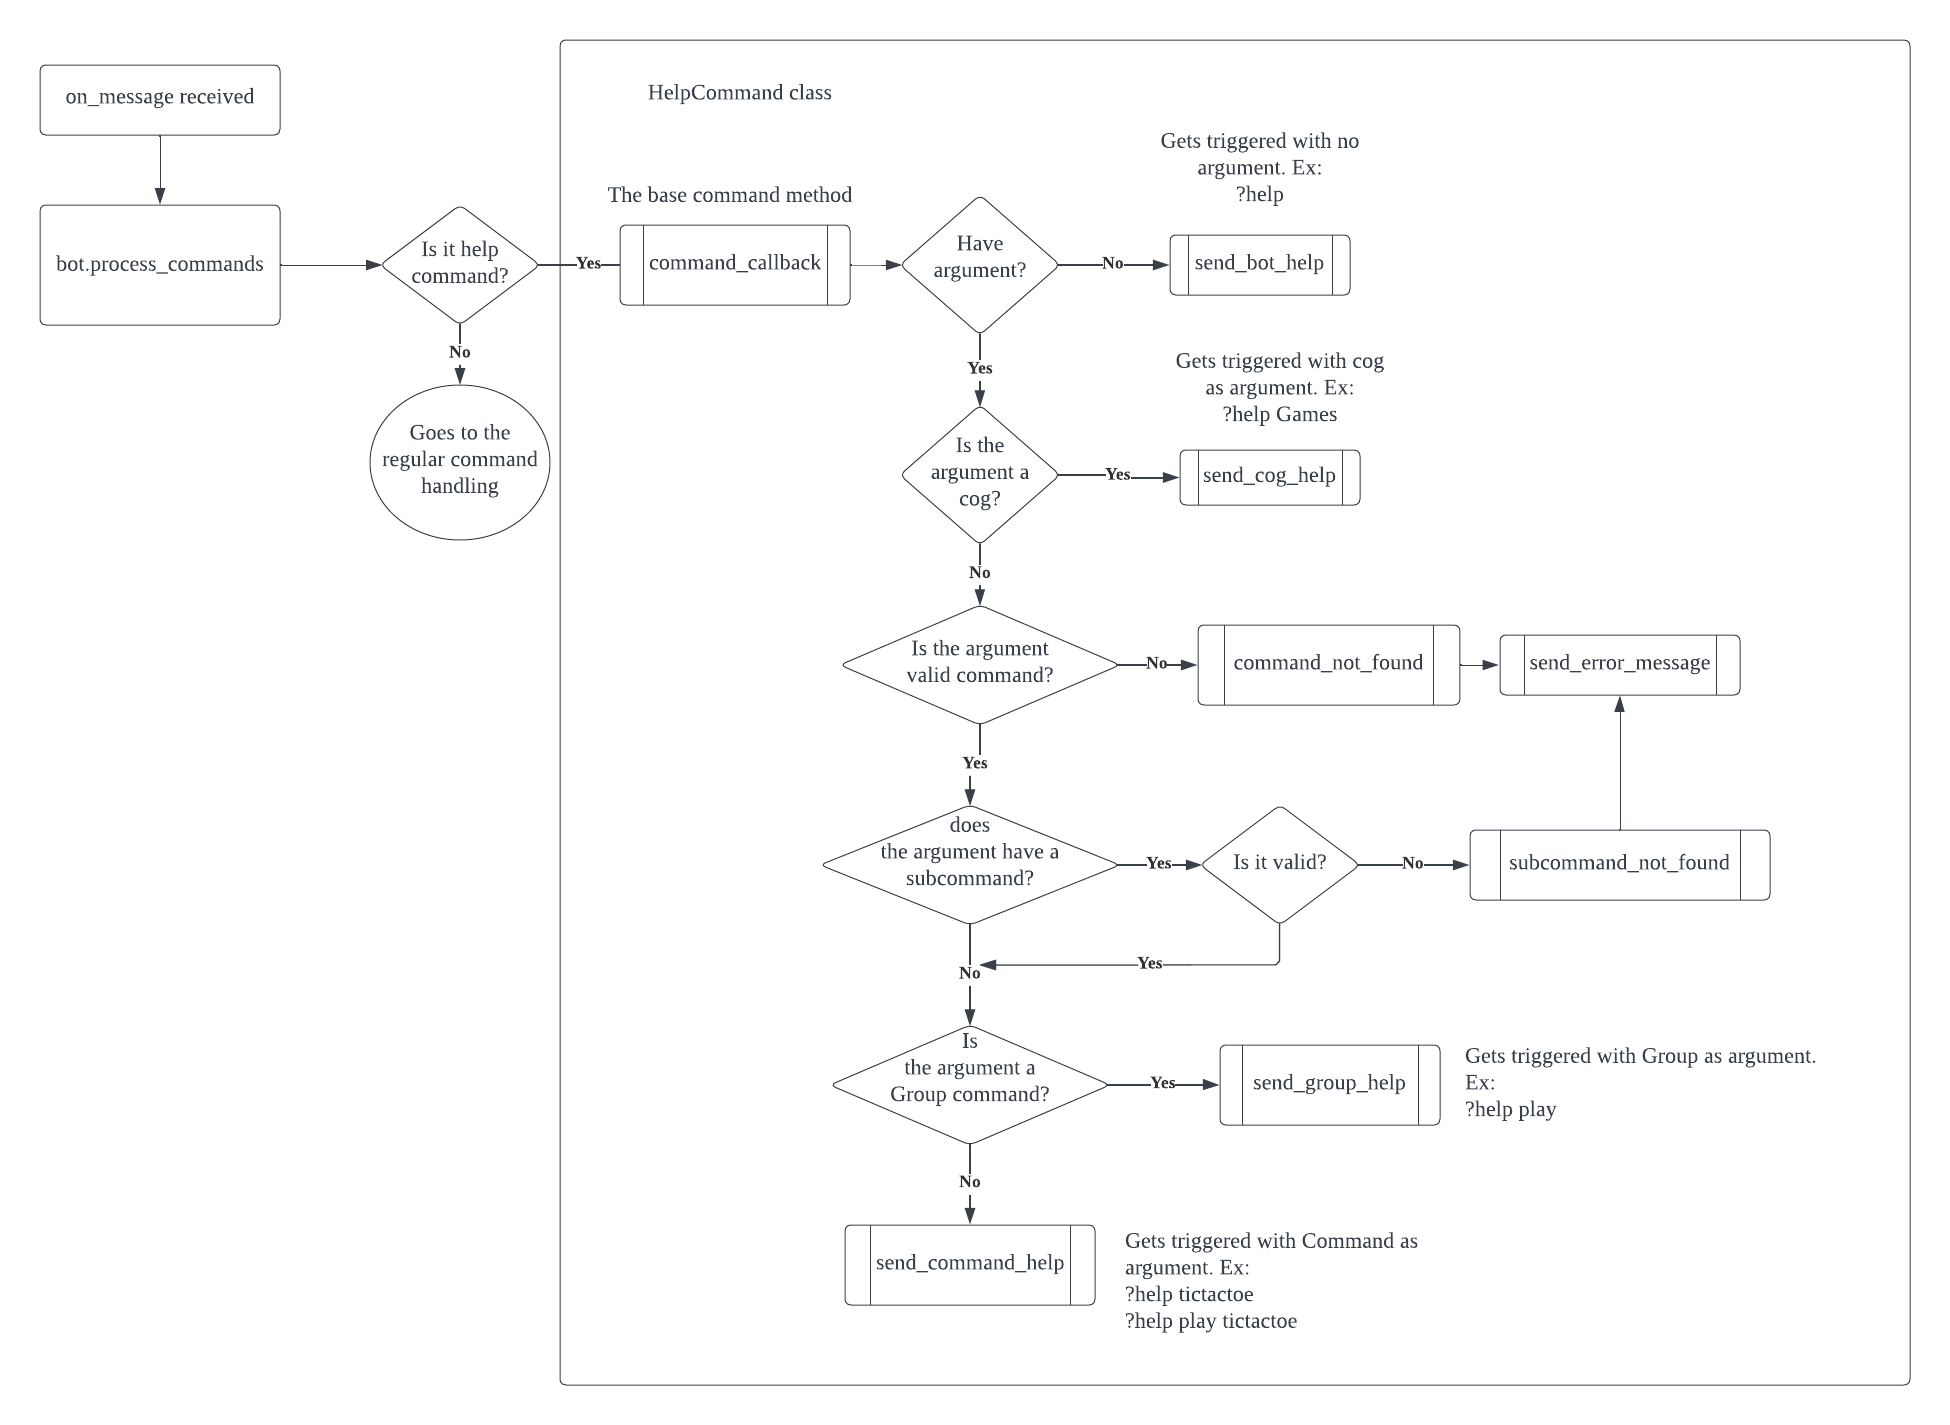 on_message received
bot.process_commands
Is it help
command?
Yes
No
Goes to the
regular command
handling
HelpCommand class
The base command method
command_callback
Have
argument?
No
Gets triggered with no
argument. Ex:
?help
send_bot_help
Yes
Is the
argument a
cog?
Yes
Gets triggered with cog
as argument. Ex:
?help Games
send_cog_help
No
Is the argument
valid command?
No
command_not_found
send_error_message
Yes
does
the argument have a
subcommand?
Yes
Is it valid?
No
subcommand_not_found
Yes
No
Is
the argument a
Group command?
Yes
send_group_help
Gets triggered with Group as argument.
Ex:
?help play
No
send_command_help
Gets triggered with Command as
argument. Ex:
?help tictactoe
?help play tictactoe